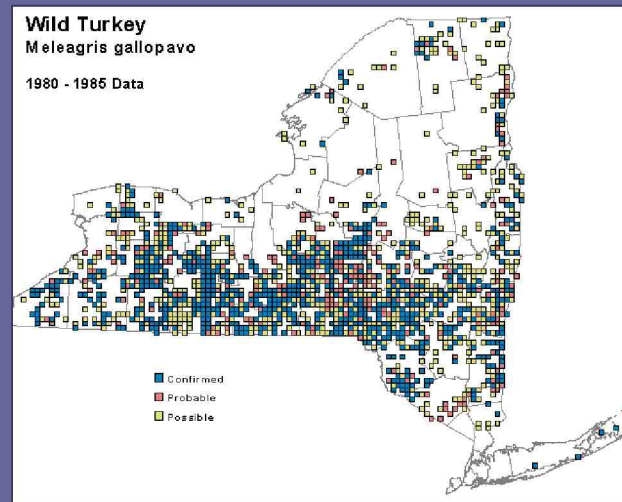 Wild Turkey
Meleagris gallopavo
1980 - 1985 Data
Confirmed
Probable
Possible